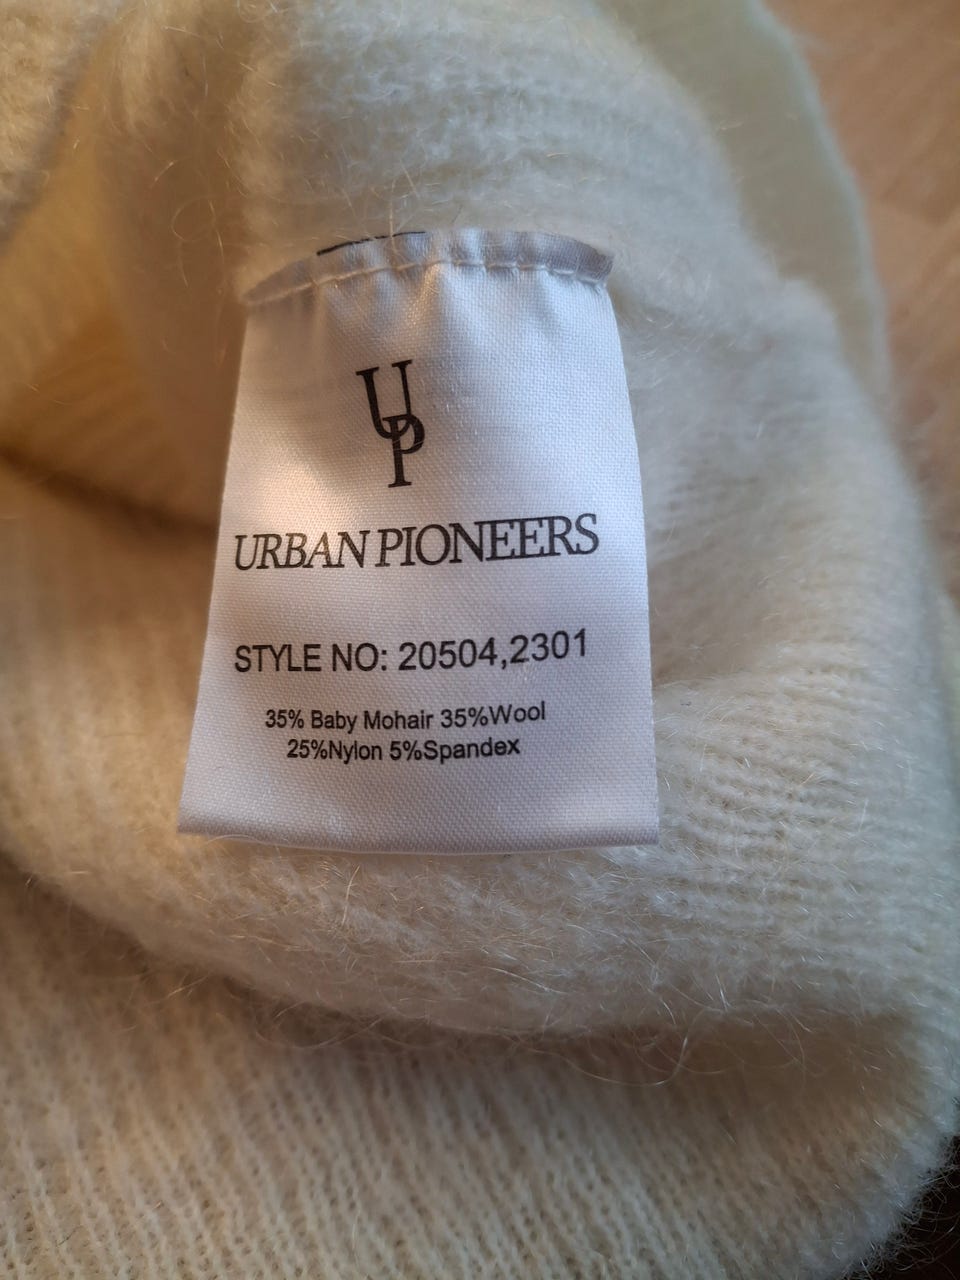 UP
URBAN PIONEERS
STYLE NO: 20504,2301
35% Baby Mohair 35%Wool
25%Nylon 5%Spandex